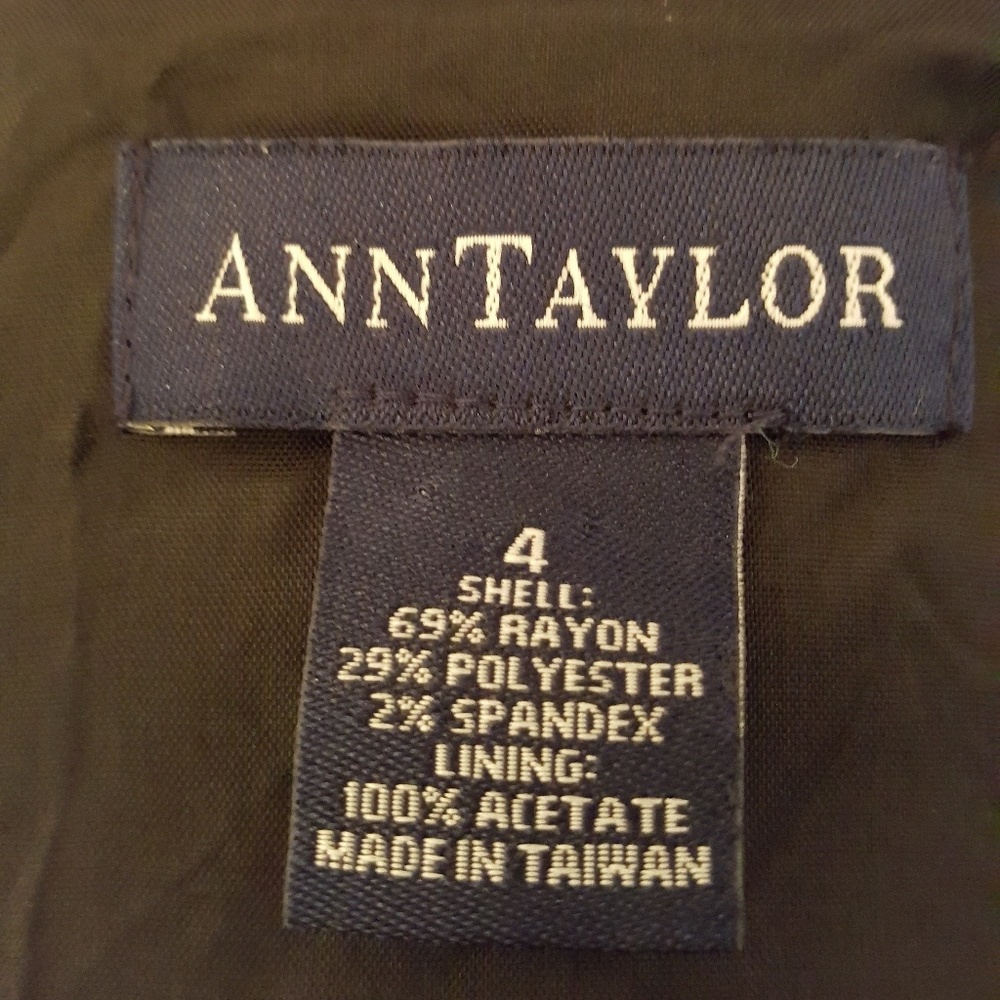 ANNTAYLOR
4
SHELL:
69% RAYON
29% POLYESTER
2% SPANDEX
LINING:
100% ACETATE
MADE IN TAIWAN